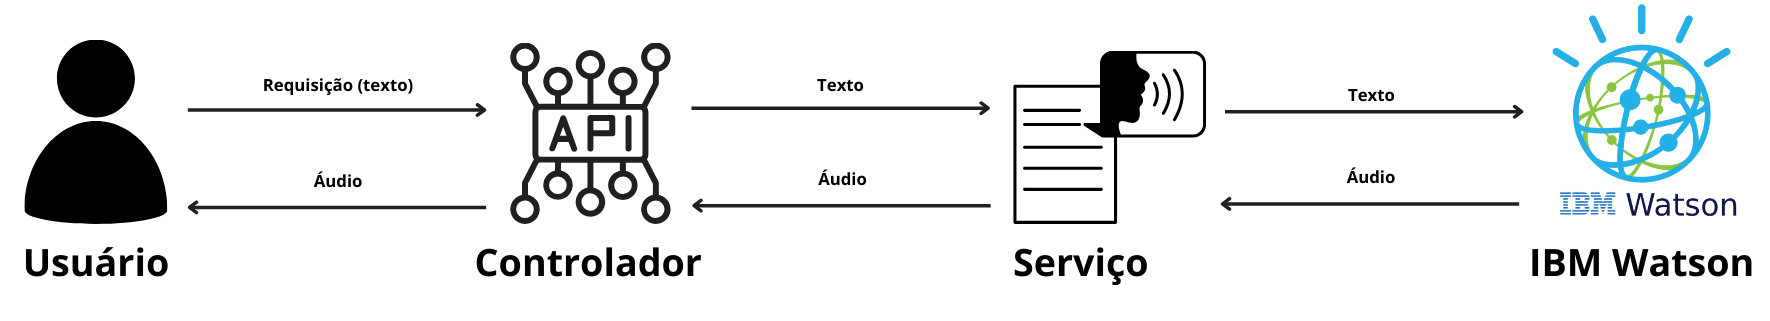 Requisição (texto)
Texto
Texto
API
Áudio
Áudio
Áudio
IBM Watson
Usuário
Controlador
Serviço
IBM Watson